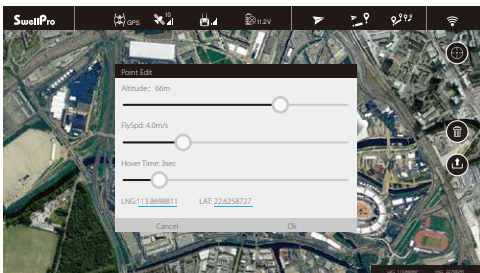 SwellPro GPS 10 11.2V
Point Edit
Altitude: 66m
FlySpd: 4.0m/s
Hover Time: 3sec
LNG:113.8698811 LAT: 22.6258727
Cancel Ok